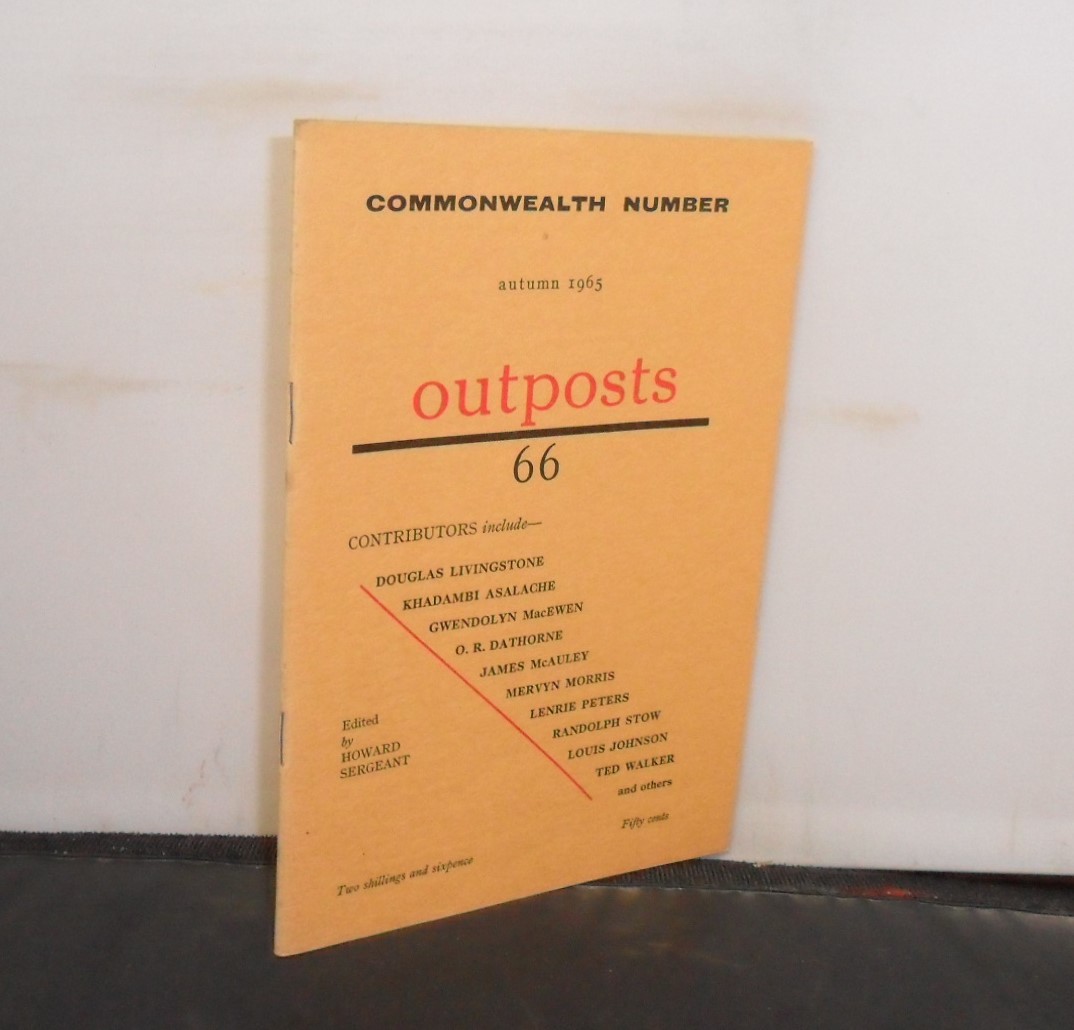 COMMONWEALTH NUMBER
autumn 1965
outposts
66
CONTRIBUTORS include—
DOUGLAS LIVINGSTONE
KHADAMBI ASALACHE
GWENDOLYN MacEWEN
O. R. DATHORNE
JAMES McAULEY
MERVYN MORRIS
LENRIE PETERS
RANDOLPH STOW
LOUIS JOHNSON
TED WALKER
and others
Edited
by
HOWARD
SERGEANT
Fifty cents
Two shillings and sixpence